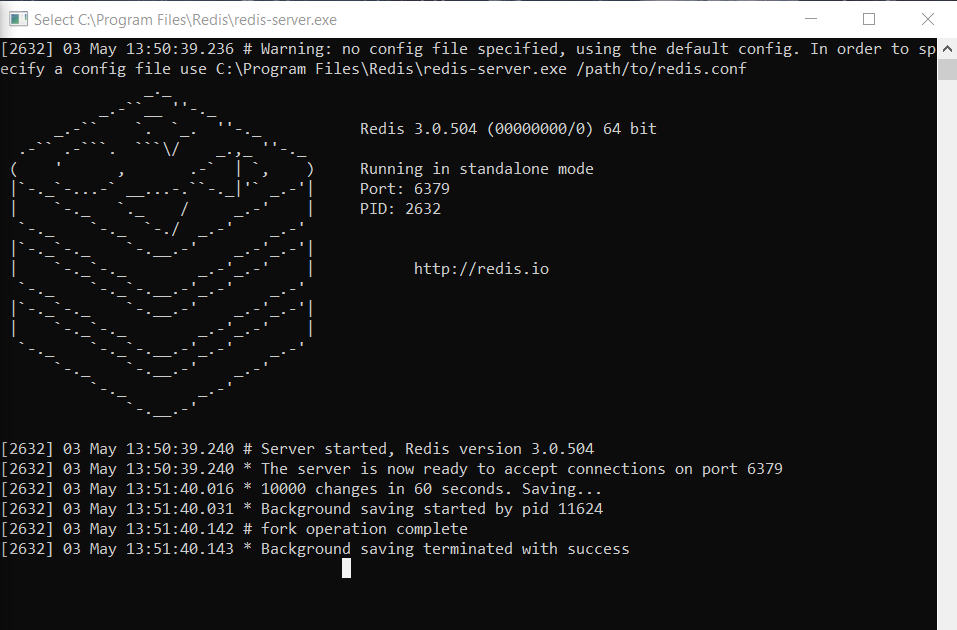 Select C:\Program Files\Redis\redis-server.exe
[2632] 03 May 13:50:39.236 # Warning: no config file specified, using the default config. In order to sp
ecify a config file use C:\Program Files\Redis\redis-server.exe /path/to/redis.conf
Redis 3.0.504 (00000000/0) 64 bit
Running in standalone mode
Port: 6379
PID: 2632
http://redis.io
[2632] 03 May 13:50:39.240 # Server started, Redis version 3.0.504
[2632] 03 May 13:50:39.240 * The server is now ready to accept connections on port 6379
[2632] 03 May 13:51:40.016 * 10000 changes in 60 seconds. Saving...
[2632] 03 May 13:51:40.031 * Background saving started by pid 11624
[2632] 03 May 13:51:40.142 # fork operation complete
[2632] 03 May 13:51:40.143 * Background saving terminated with success